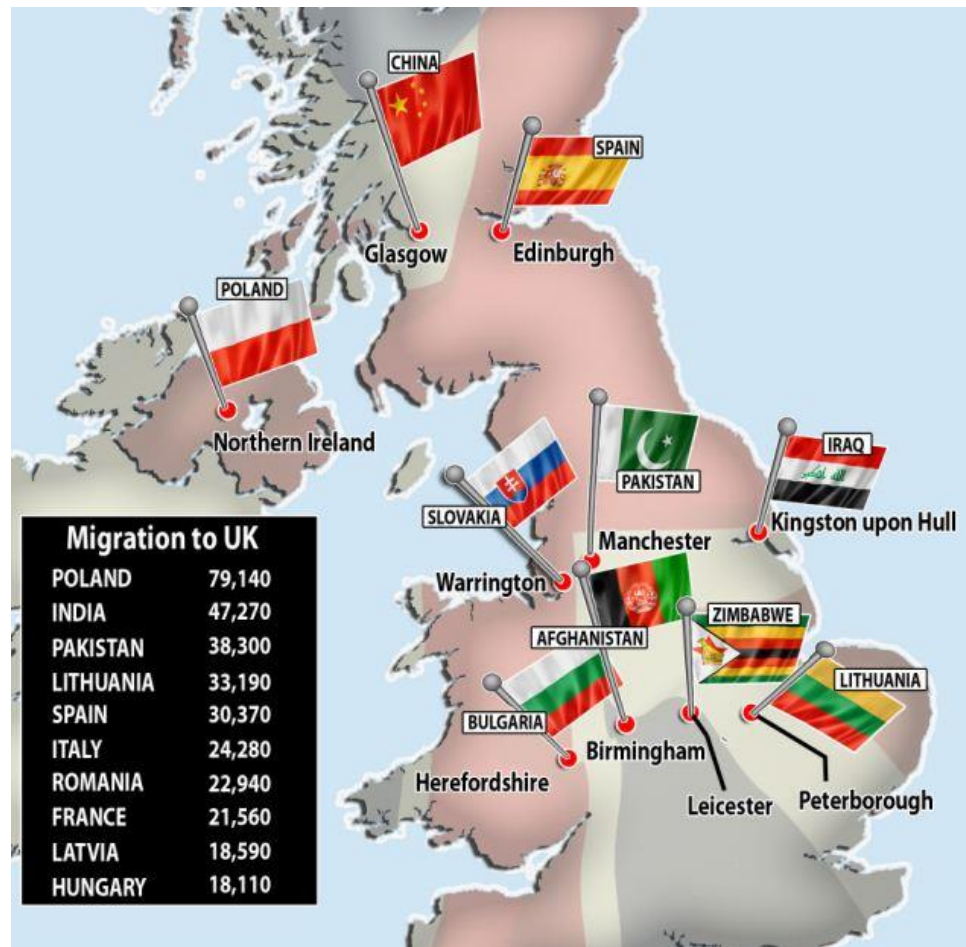 CHINA
SPAIN
Glasgow
Edinburgh
POLAND
Northern Ireland
SLOVAKIA
PAKISTAN
IRAQ
Kingston upon Hull
Manchester
Warrington
AFGHANISTAN
ZIMBABWE
LITHUANIA
BULGARIA
Herefordshire
Birmingham
Leicester
Peterborough
Migration to UK
POLAND 79,140
INDIA 47,270
PAKISTAN 38,300
LITHUANIA 33,190
SPAIN 30,370
ITALY 24,280
ROMANIA 22,940
FRANCE 21,560
LATVIA 18,590
HUNGARY 18,110